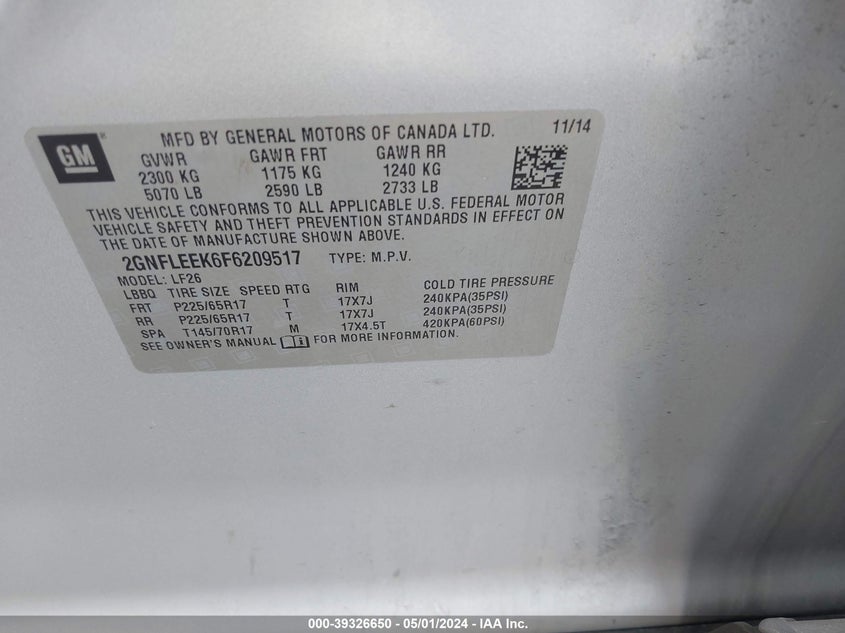 GM
MFD BY GENERAL MOTORS OF CANADA LTD. 11/14
GVWR GAWR FRT GAWR RR
2300 KG 1175 KG 1240 KG
5070 LB 2590 LB 2733 LB
THIS VEHICLE CONFORMS TO ALL APPLICABLE U.S. FEDERAL MOTOR
VEHICLE SAFETY AND THEFT PREVENTION STANDARDS IN EFFECT ON
THE DATE OF MANUFACTURE SHOWN ABOVE.
2GNFLEEK6F6209517 TYPE: M.P.V.
MODEL: LF26
LBBQ TIRE SIZE SPEED RTG RIM COLD TIRE PRESSURE
FRT P225/65R17 T 17X7J 240KPA(35PSI)
RR P225/65R17 T 17X7J 240KPA(35PSI)
SPA T145/70R17 M 17X4.5T 420KPA(60PSI)
SEE OWNER'S MANUAL FOR MORE INFORMATION.
000-39326650 - 05/01/2024 - IAA Inc.